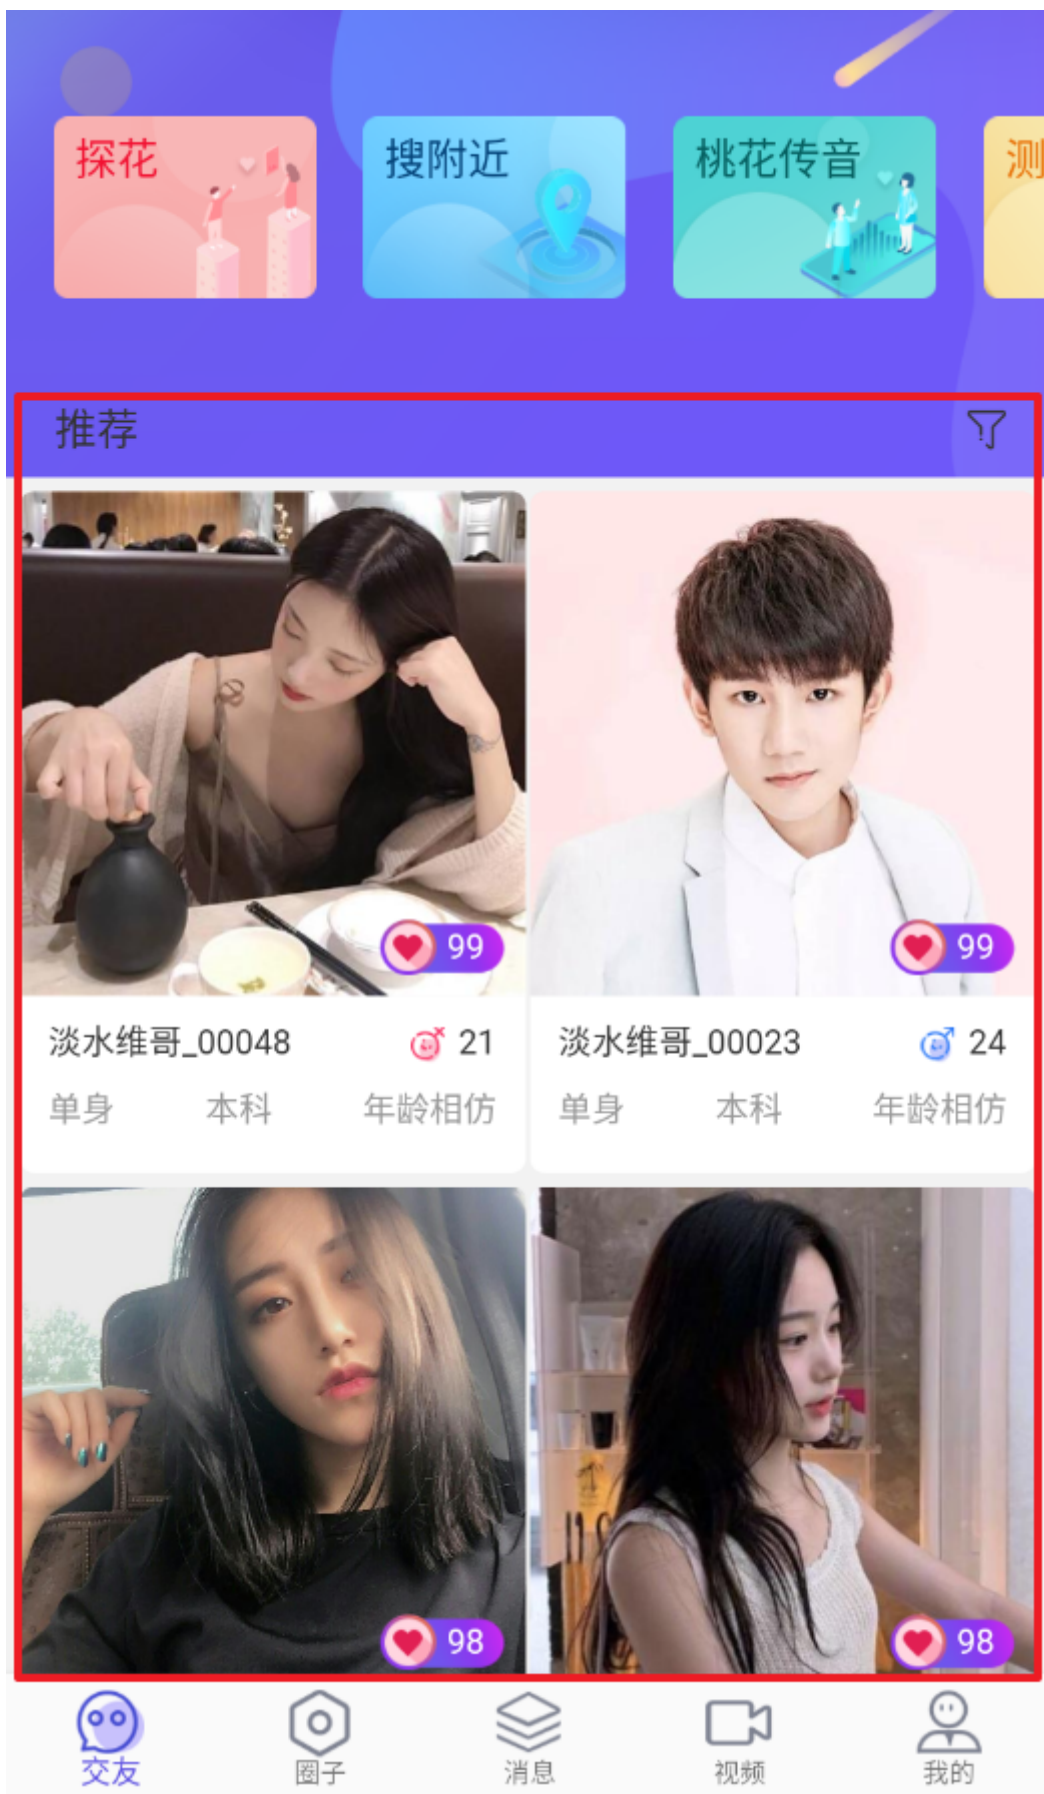 探花
搜附近
桃花传音
测
推荐
99
99
淡水维哥_00048 21
单身 本科 年龄相仿
淡水维哥_00023 24
单身 本科 年龄相仿
98
98
交友 圈子 消息 视频 我的